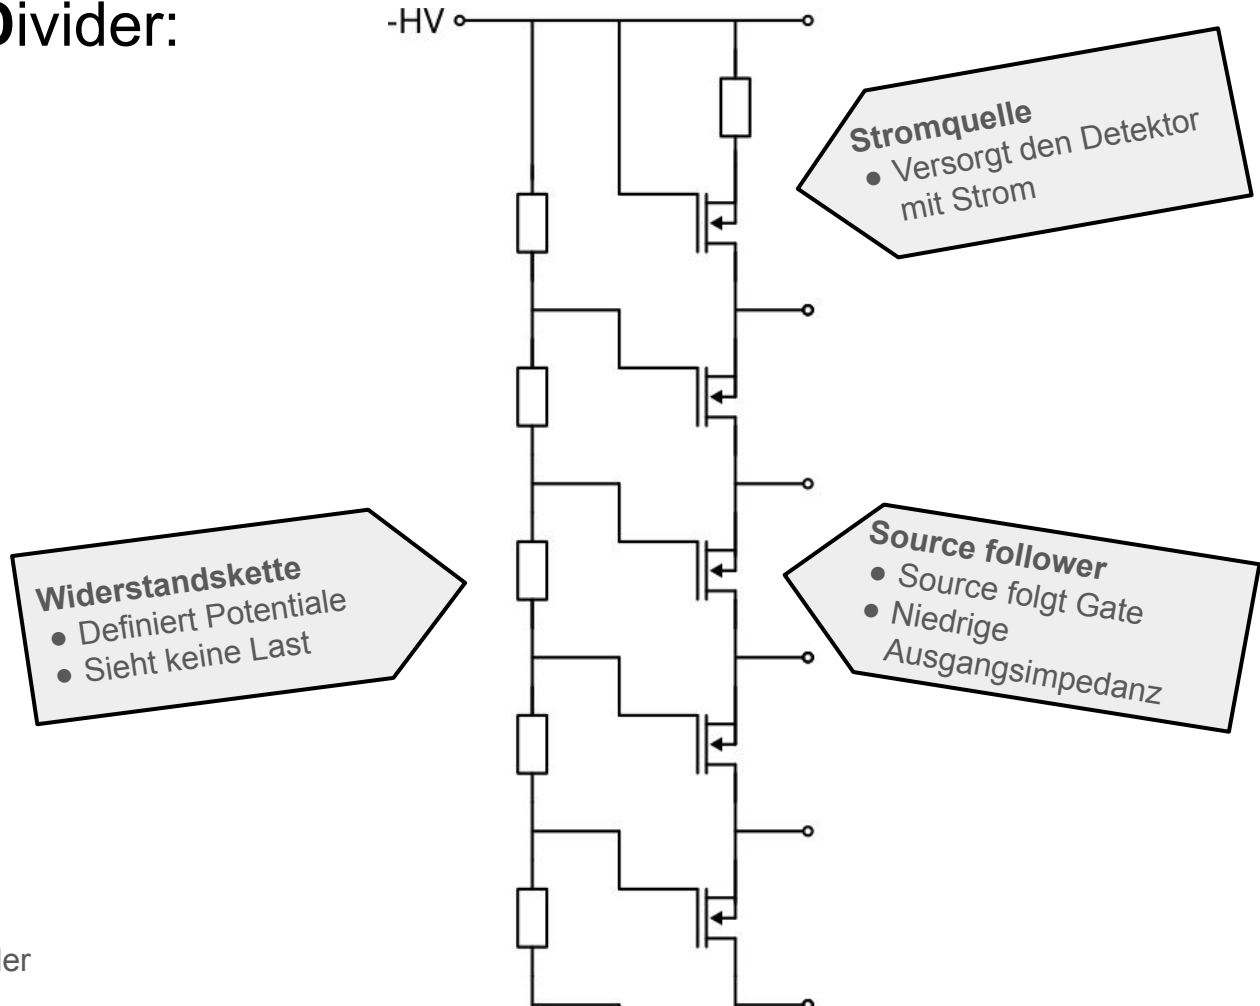 Divider:
-HV
Stromquelle
● Versorgt den Detektor
mit Strom
Widerstandskette
● Definiert Potentiale
● Sieht keine Last
Source follower
● Source folgt Gate
● Niedrige
Ausgangsimpedanz